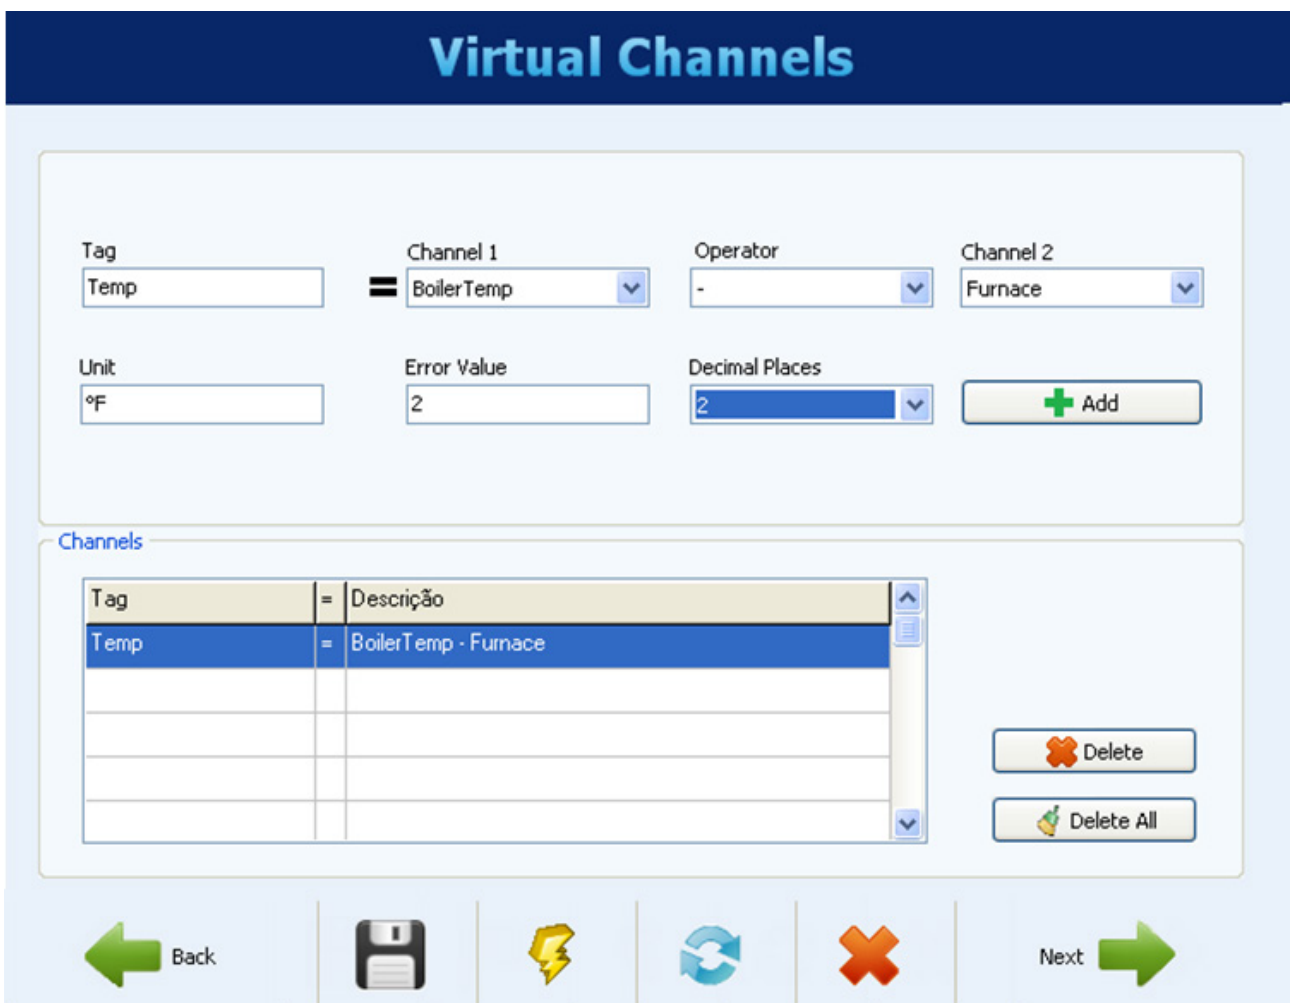 Virtual Channels
Tag Channel 1 Operator Channel 2
Temp = BoilerTemp - Furnace
Unit Error Value Decimal Places
ºF 2 2 Add
Channels
Tag = Descrição
Temp = BoilerTemp - Furnace
Delete
Delete All
Back Next